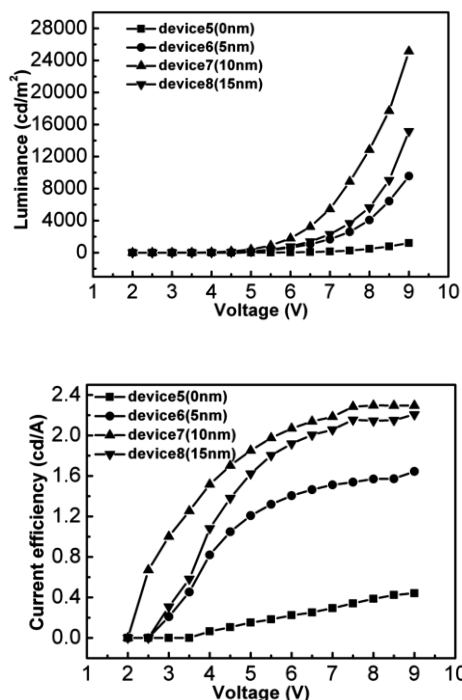 28000
24000
20000
16000
12000
8000
4000
0
Luminance (cd/m²)
device5(0nm)
device6(5nm)
device7(10nm)
device8(15nm)
1 2 3 4 5 6 7 8 9 10
Voltage (V)
2.4
2.0
1.6
1.2
0.8
0.4
0.0
Current efficiency (cd/A)
device5(0nm)
device6(5nm)
device7(10nm)
device8(15nm)
1 2 3 4 5 6 7 8 9 10
Voltage (V)